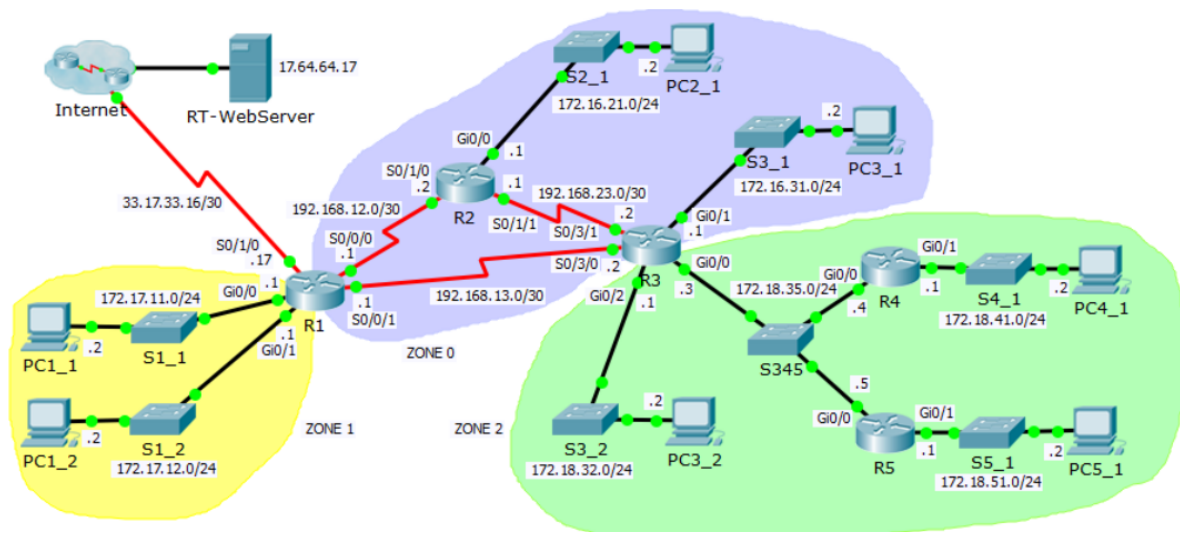 17.64.64.17
Internet
RT-WebServer
.2
S2_1
PC2_1
172.16.21.0/24
Gi0/0
.1
.2
S3_1
PC3_1
172.16.31.0/24
S0/1/0
.2
.1
R2
S0/1/1
192.168.23.0/30
33.17.33.16/30
192.168.12.0/30
.2
S0/3/1
Gi0/1
.1
R3
S0/1/0
.17
S0/0/0
.1
S0/3/0
.2
Gi0/0
.3
192.168.13.0/30
.1
S0/0/1
R1
172.17.11.0/24
Gi0/0
.1
.1
Gi0/1
PC1_1
.2
S1_1
PC1_2
.2
S1_2
172.17.12.0/24
ZONE 0
ZONE 1
ZONE 2
Gi0/2
.1
172.18.35.0/24
Gi0/0
.4
R4
Gi0/1
.1
S4_1
172.18.41.0/24
.2
PC4_1
S345
.5
Gi0/0
R5
Gi0/1
.1
S5_1
172.18.51.0/24
.2
PC5_1
S3_2
172.18.32.0/24
.2
PC3_2